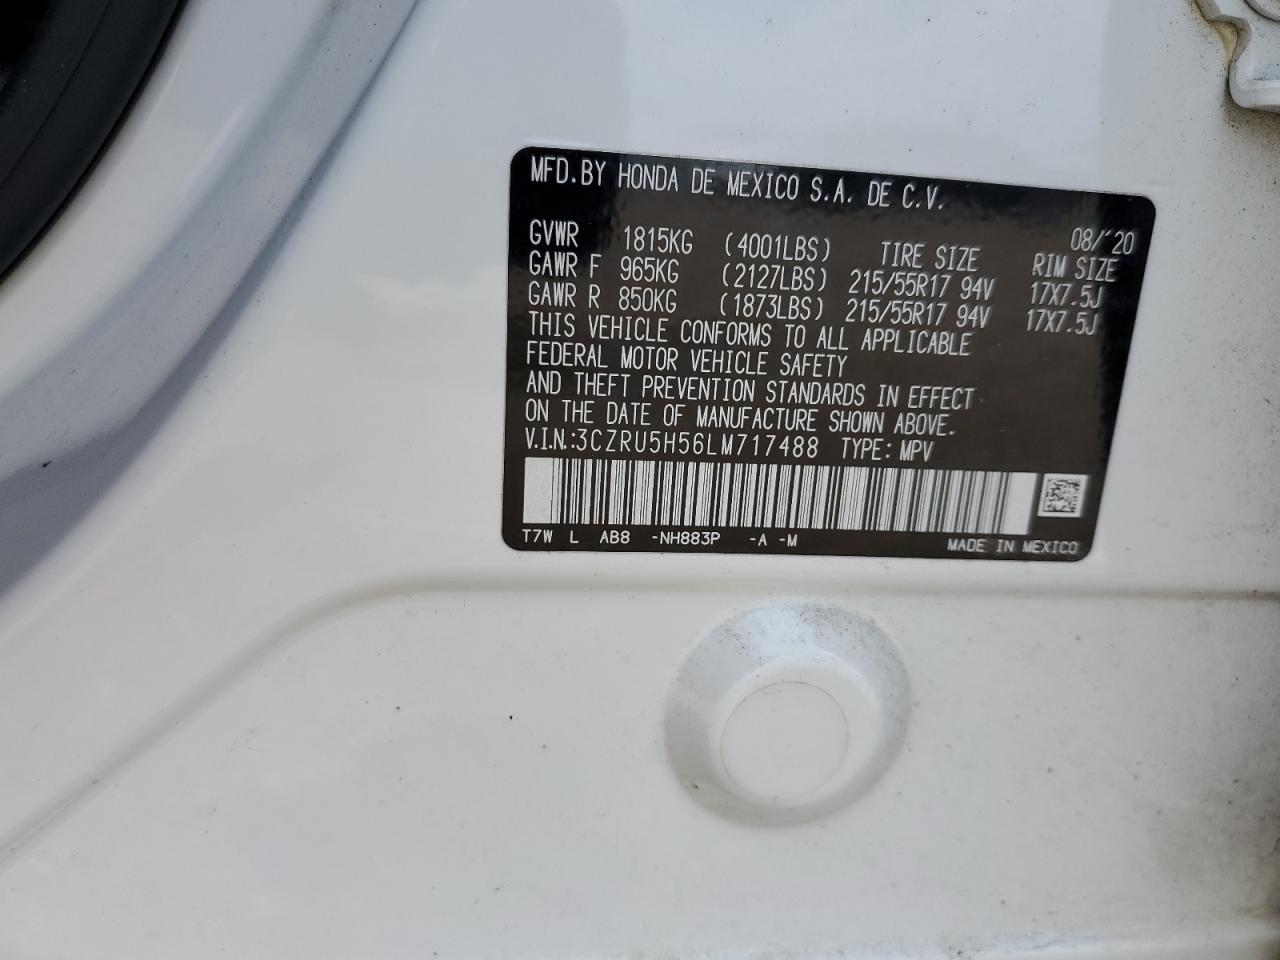 MFD.BY HONDA DE MEXICO S.A. DE C.V.
08/'20
GVWR 1815KG (4001LBS) TIRE SIZE RIM SIZE
GAWR F 965KG (2127LBS) 215/55R17 94V 17X7.5J
GAWR R 850KG (1873LBS) 215/55R17 94V 17X7.5J
THIS VEHICLE CONFORMS TO ALL APPLICABLE
FEDERAL MOTOR VEHICLE SAFETY
AND THEFT PREVENTION STANDARDS IN EFFECT
ON THE DATE OF MANUFACTURE SHOWN ABOVE.
V.I.N.:3CZRU5H56LM717488 TYPE: MPV
T7W L AB8 -NH883P -A -M MADE IN MEXICO